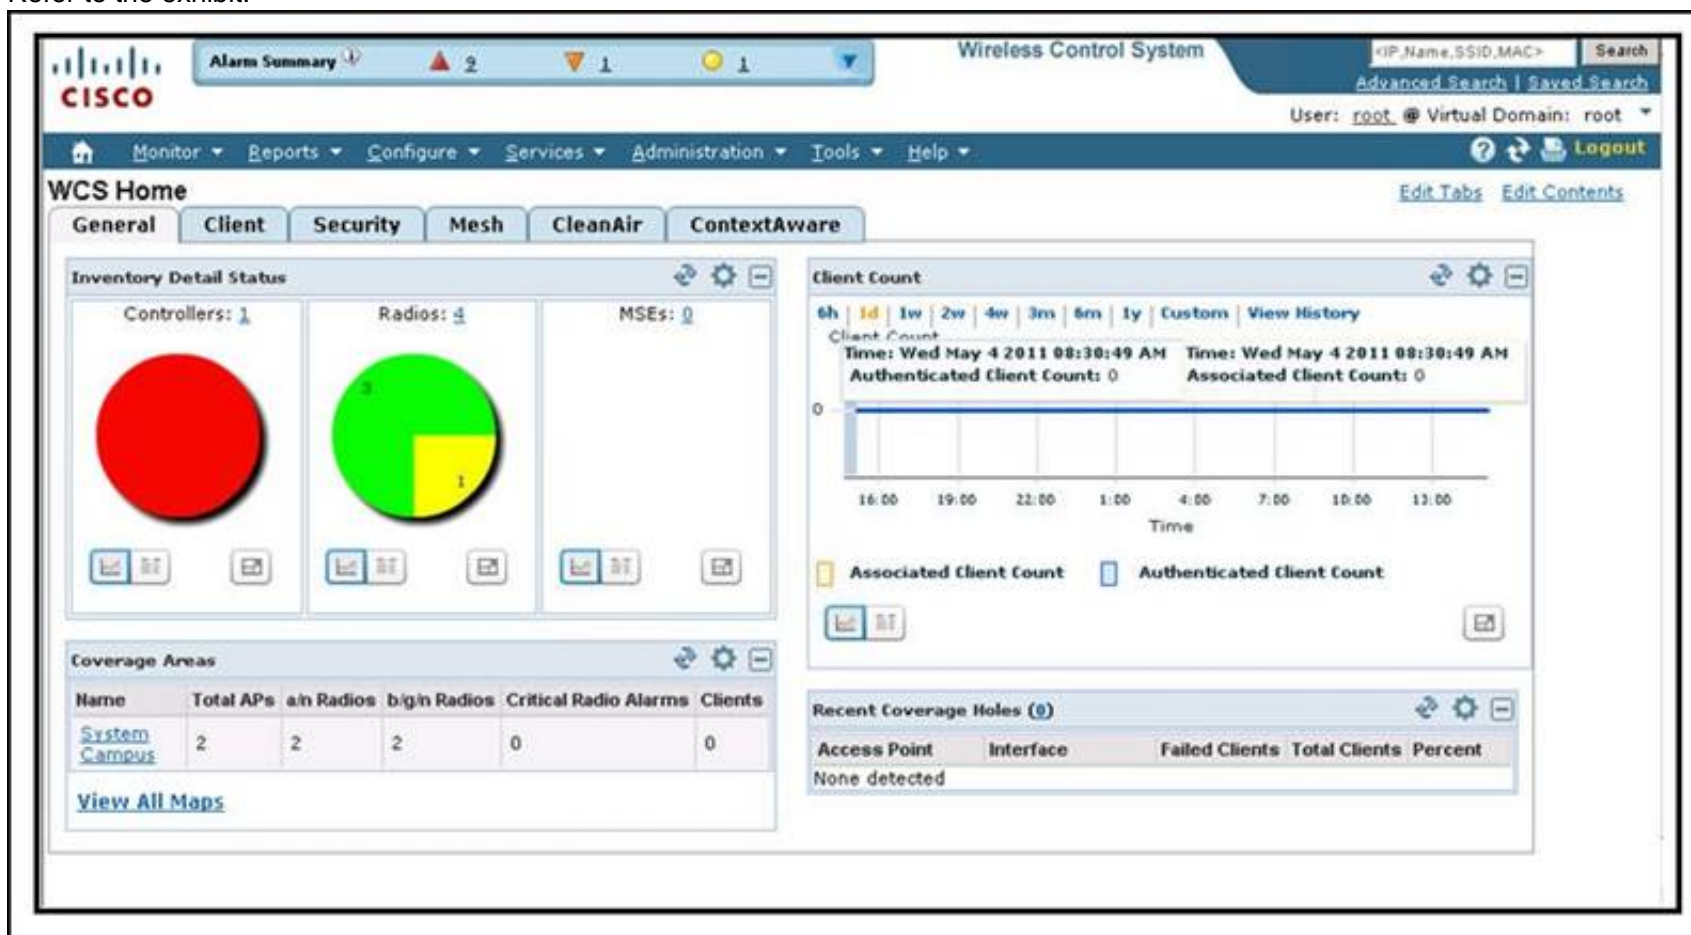 Refer to the exhibit.
Alarm Summary 9 1 1
Wireless Control System
<IP,Name,SSID,MAC> Search
Advanced Search | Saved Search
CISCO
User: root @ Virtual Domain: root
Monitor Reports Configure Services Administration Tools Help Logout
WCS Home
Edit Tabs Edit Contents
General Client Security Mesh CleanAir ContextAware
Inventory Detail Status
Controllers: 1
Radios: 4
MSEs: 0
3
1
Client Count
6h | 1d | 1w | 2w | 4w | 3m | 6m | 1y | Custom | View History
Client Count
Time: Wed May 4 2011 08:30:49 AM Time: Wed May 4 2011 08:30:49 AM
Authenticated Client Count: 0 Associated Client Count: 0
0
16:00 19:00 22:00 1:00 4:00 7:00 10:00 13:00
Time
Associated Client Count Authenticated Client Count
Coverage Areas
Name Total APs a/n Radios b/g/n Radios Critical Radio Alarms Clients
System Campus 2 2 2 0 0
View All Maps
Recent Coverage Holes (0)
Access Point Interface Failed Clients Total Clients Percent
None detected